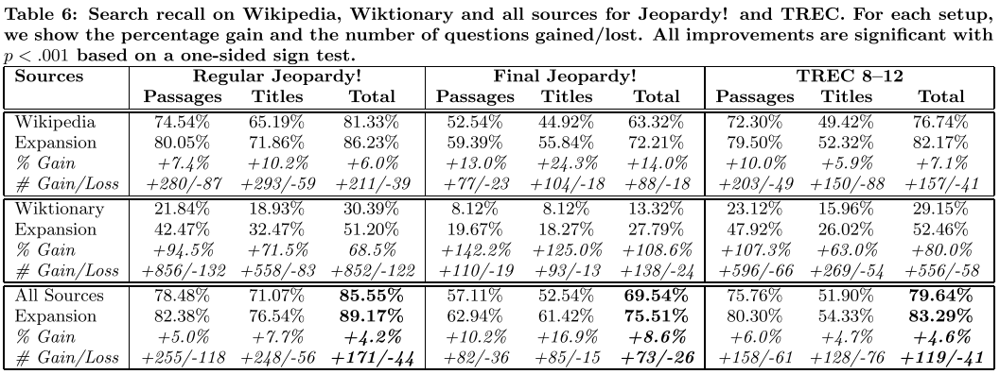 Table 6: Search recall on Wikipedia, Wiktionary and all sources for Jeopardy! and TREC. For each setup,
we show the percentage gain and the number of questions gained/lost. All improvements are significant with
p < .001 based on a one-sided sign test.
Sources Regular Jeopardy! Final Jeopardy! TREC 8–12
Passages Titles Total Passages Titles Total Passages Titles Total
Wikipedia 74.54% 65.19% 81.33% 52.54% 44.92% 63.32% 72.30% 49.42% 76.74%
Expansion 80.05% 71.86% 86.23% 59.39% 55.84% 72.21% 79.50% 52.32% 82.17%
% Gain +7.4% +10.2% +6.0% +13.0% +24.3% +14.0% +10.0% +5.9% +7.1%
# Gain/Loss +280/-87 +293/-59 +211/-39 +77/-23 +104/-18 +88/-18 +203/-49 +150/-88 +157/-41
Wiktionary 21.84% 18.93% 30.39% 8.12% 8.12% 13.32% 23.12% 15.96% 29.15%
Expansion 42.47% 32.47% 51.20% 19.67% 18.27% 27.79% 47.92% 26.02% 52.46%
% Gain +94.5% +71.5% 68.5% +142.2% +125.0% +108.6% +107.3% +63.0% +80.0%
# Gain/Loss +856/-132 +558/-83 +852/-122 +110/-19 +93/-13 +138/-24 +596/-66 +269/-54 +556/-58
All Sources 78.48% 71.07% 85.55% 57.11% 52.54% 69.54% 75.76% 51.90% 79.64%
Expansion 82.38% 76.54% 89.17% 62.94% 61.42% 75.51% 80.30% 54.33% 83.29%
% Gain +5.0% +7.7% +4.2% +10.2% +16.9% +8.6% +6.0% +4.7% +4.6%
# Gain/Loss +255/-118 +248/-56 +171/-44 +82/-36 +85/-15 +73/-26 +158/-61 +128/-76 +119/-41